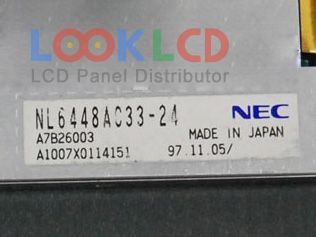 LOOKLCD
LCD Panel Distributor
NL6448AC33-24 NEC
A7B26003 MADE IN JAPAN
A1007X0114151 97.11.05/